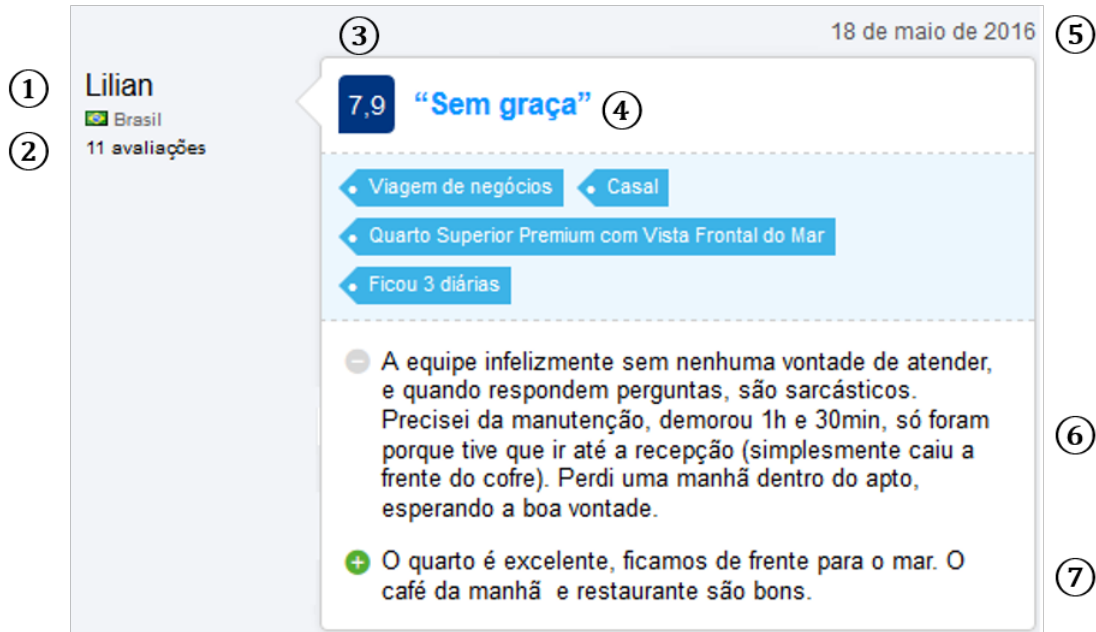 ③
18 de maio de 2016 ⑤
① Lilian
Brasil
② 11 avaliações
7,9 “Sem graça” ④
Viagem de negócios Casal
Quarto Superior Premium com Vista Frontal do Mar
Ficou 3 diárias
A equipe infelizmente sem nenhuma vontade de atender,
e quando respondem perguntas, são sarcásticos.
Precisei da manutenção, demorou 1h e 30min, só foram
porque tive que ir até a recepção (simplesmente caiu a
frente do cofre). Perdi uma manhã dentro do apto,
esperando a boa vontade.
⑥
O quarto é excelente, ficamos de frente para o mar. O
café da manhã e restaurante são bons.
⑦